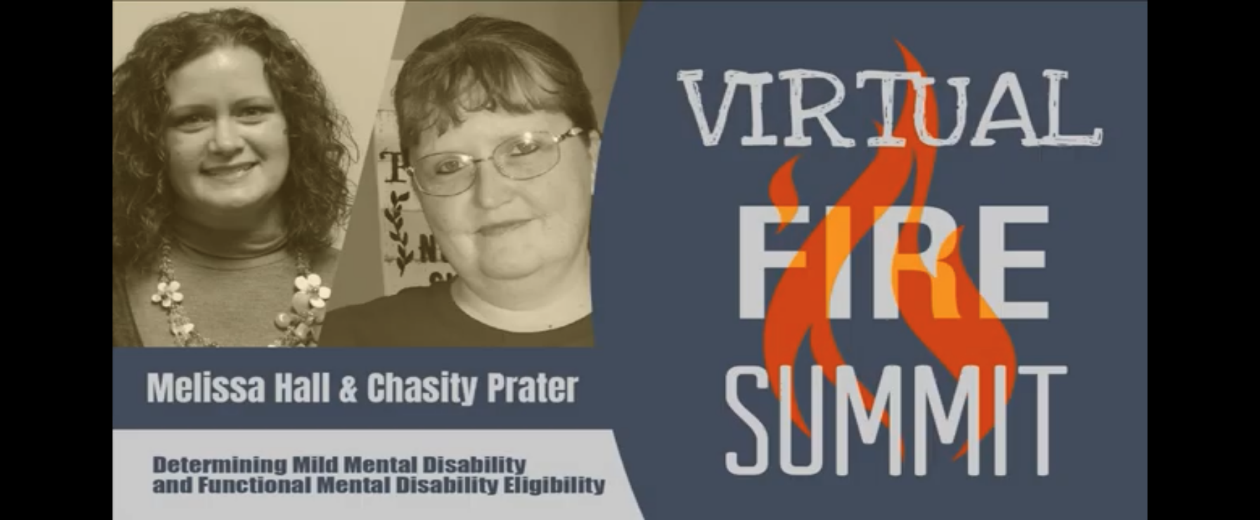 Melissa Hall & Chasity Prater
Determining Mild Mental Disability
and Functional Mental Disability Eligibility
VIRTUAL
FIRE
SUMMIT